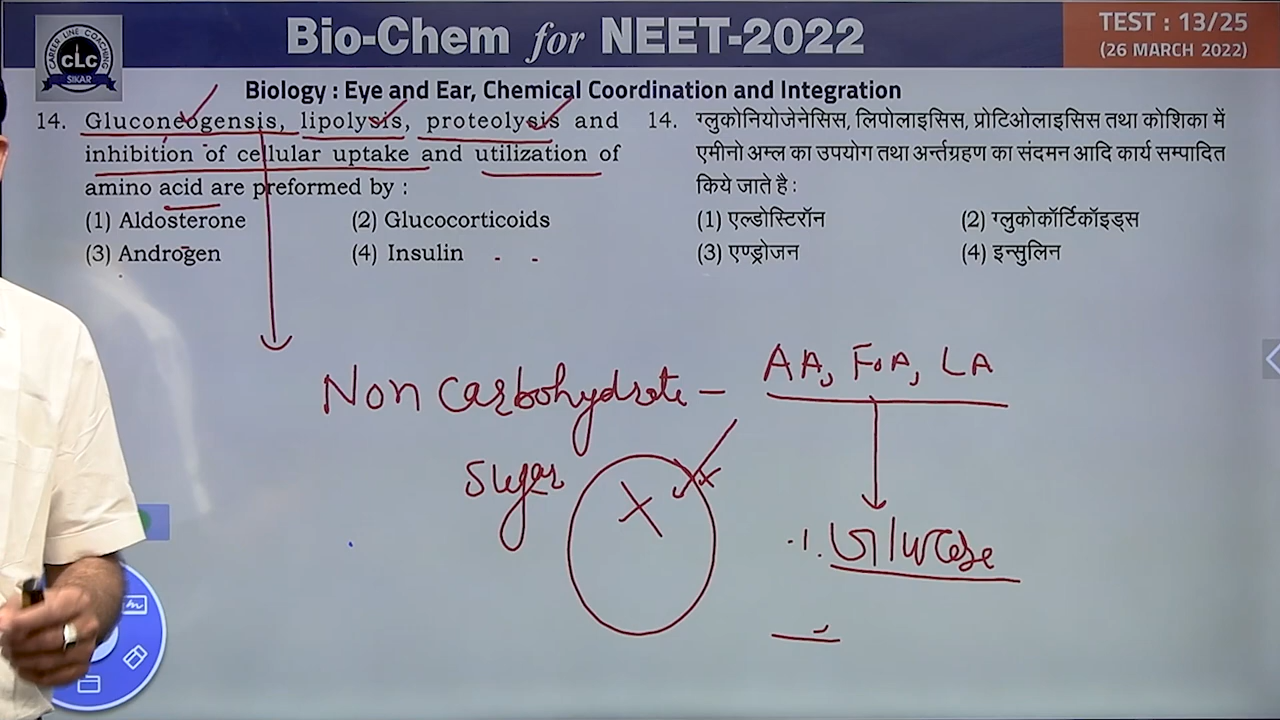 Bio-Chem for NEET-2022
TEST : 13/25
(26 MARCH 2022)
CAREER LINE COACHING
CLC
SIKAR
Biology : Eye and Ear, Chemical Coordination and Integration
14. Gluconeogensis, lipolysis, proteolysis and
inhibition of cellular uptake and utilization of
amino acid are preformed by :
(1) Aldosterone (2) Glucocorticoids
(3) Androgen (4) Insulin
14. ग्लुकोनियोजेनेसिस, लिपोलाइसिस, प्रोटिओलाइसिस तथा कोशिका में
एमीनो अम्ल का उपयोग तथा अर्न्तग्रहण का संदमन आदि कार्य सम्पादित
किये जाते है :
(1) एल्डोस्टिरॉन (2) ग्लुकोकॉर्टिकॉइड्स
(3) एण्ड्रोजन (4) इन्सुलिन
Non Carbohydrate – AA, F.A, LA
Sugar
Glucose